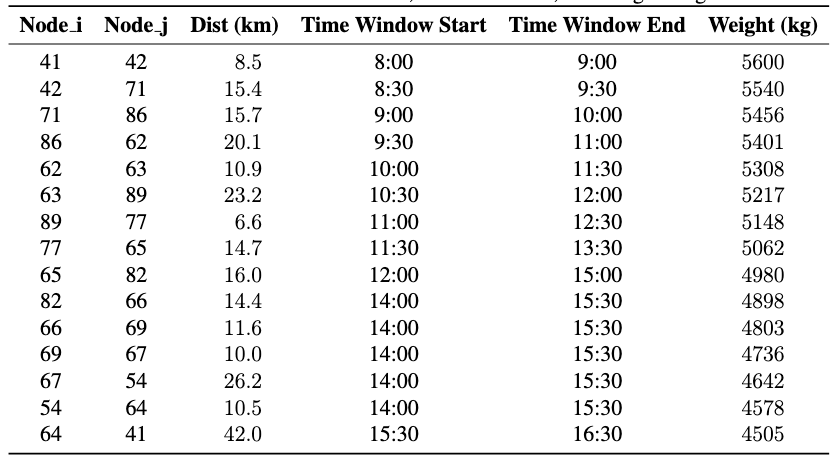 Node_i Node_j Dist (km) Time Window Start Time Window End Weight (kg)
41 42 8.5 8:00 9:00 5600
42 71 15.4 8:30 9:30 5540
71 86 15.7 9:00 10:00 5456
86 62 20.1 9:30 11:00 5401
62 63 10.9 10:00 11:30 5308
63 89 23.2 10:30 12:00 5217
89 77 6.6 11:00 12:30 5148
77 65 14.7 11:30 13:30 5062
65 82 16.0 12:00 15:00 4980
82 66 14.4 14:00 15:30 4898
66 69 11.6 14:00 15:30 4803
69 67 10.0 14:00 15:30 4736
67 54 26.2 14:00 15:30 4642
54 64 10.5 14:00 15:30 4578
64 41 42.0 15:30 16:30 4505